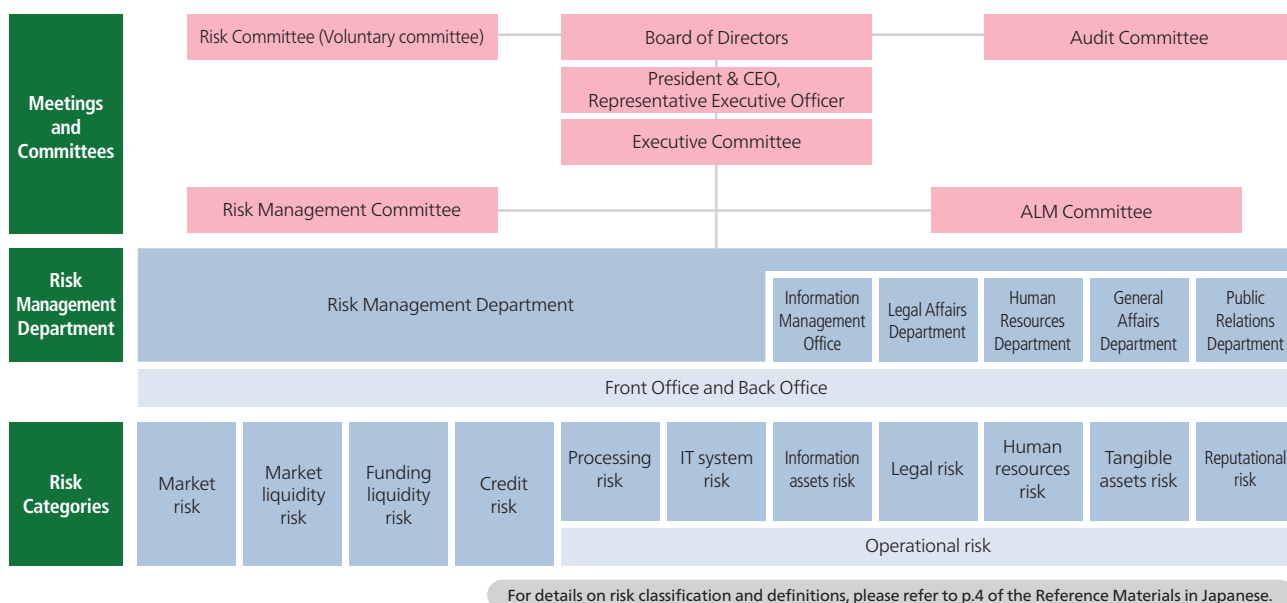 Meetings
and
Committees
Risk Committee (Voluntary committee)
Board of Directors
Audit Committee
President & CEO,
Representative Executive Officer
Executive Committee
Risk Management Committee
ALM Committee
Risk
Management
Department
Risk Management Department
Information
Management
Office
Legal Affairs
Department
Human
Resources
Department
General
Affairs
Department
Public
Relations
Department
Front Office and Back Office
Risk
Categories
Market
risk
Market
liquidity
risk
Funding
liquidity
risk
Credit
risk
Processing
risk
IT system
risk
Information
assets risk
Legal risk
Human
resources
risk
Tangible
assets risk
Reputational
risk
Operational risk
For details on risk classification and definitions, please refer to p.4 of the Reference Materials in Japanese.